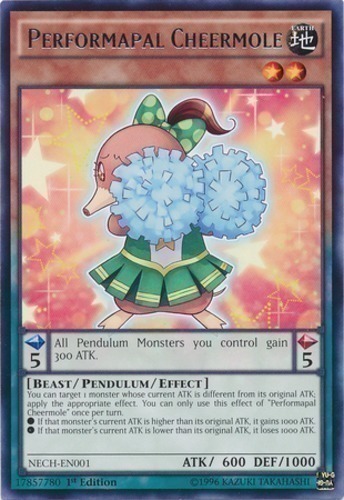 PERFORMAPAL CHEERMOLE
EARTH
地
5
All Pendulum Monsters you control gain
300 ATK.
5
[BEAST / PENDULUM / EFFECT]
You can target 1 monster whose current ATK is different from its original ATK;
apply the appropriate effect. You can only use this effect of "Performapal
Cheermole" once per turn.
● If that monster's current ATK is higher than its original ATK, it gains 1000 ATK.
● If that monster's current ATK is lower than its original ATK, it loses 1000 ATK.
NECH-EN001
ATK/ 600 DEF/1000
17857780 1st Edition
©1996 KAZUKI TAKAHASHI